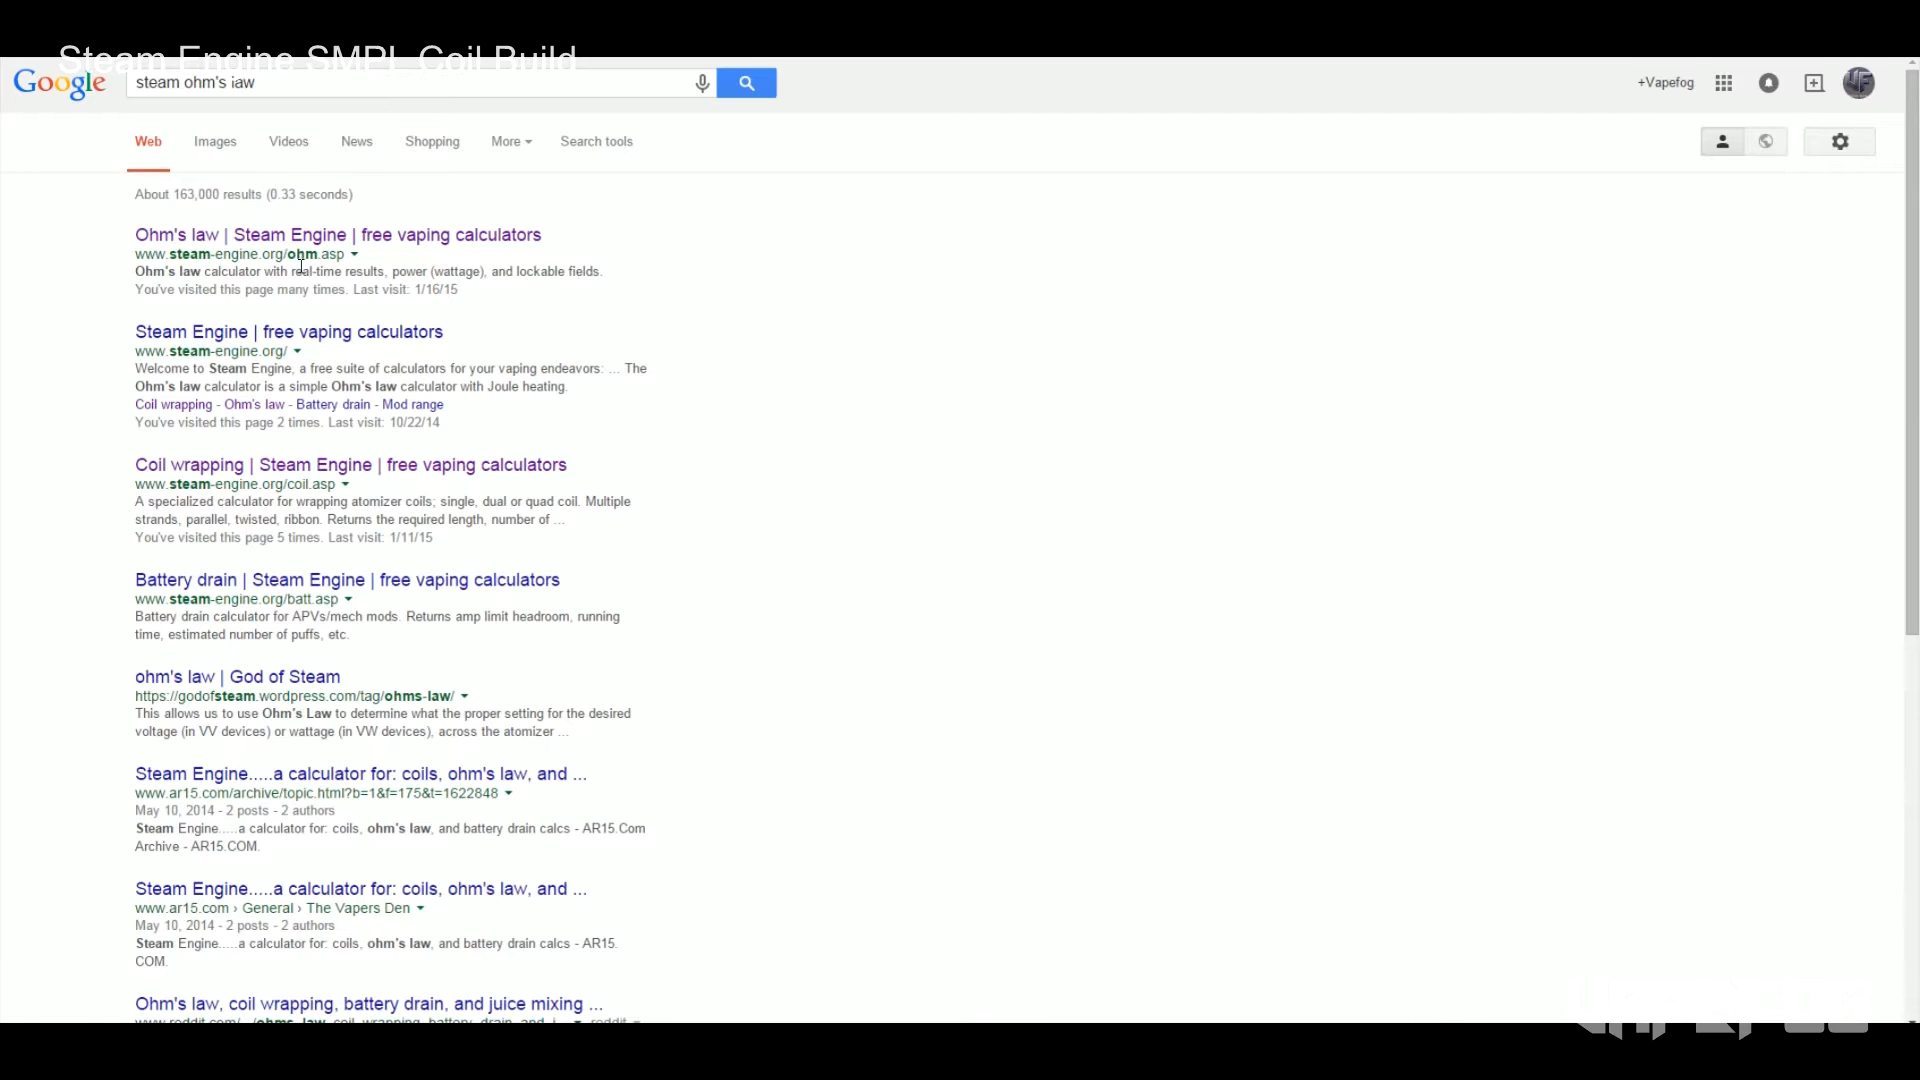 Steam Engine SMPL Coil Build
Google
steam ohm's iaw
+Vapefog
Web Images Videos News Shopping More Search tools
About 163,000 results (0.33 seconds)
Ohm's law | Steam Engine | free vaping calculators
www.steam-engine.org/ohm.asp
Ohm's law calculator with real-time results, power (wattage), and lockable fields.
You've visited this page many times. Last visit: 1/16/15
Steam Engine | free vaping calculators
www.steam-engine.org/
Welcome to Steam Engine, a free suite of calculators for your vaping endeavors: ... The
Ohm's law calculator is a simple Ohm's law calculator with Joule heating.
Coil wrapping - Ohm's law - Battery drain - Mod range
You've visited this page 2 times. Last visit: 10/22/14
Coil wrapping | Steam Engine | free vaping calculators
www.steam-engine.org/coil.asp
A specialized calculator for wrapping atomizer coils; single, dual or quad coil. Multiple
strands, parallel, twisted, ribbon. Returns the required length, number of ...
You've visited this page 5 times. Last visit: 1/11/15
Battery drain | Steam Engine | free vaping calculators
www.steam-engine.org/batt.asp
Battery drain calculator for APVs/mech mods. Returns amp limit headroom, running
time, estimated number of puffs, etc.
ohm's law | God of Steam
https://godofsteam.wordpress.com/tag/ohms-law/
This allows us to use Ohm's Law to determine what the proper setting for the desired
voltage (in VV devices) or wattage (in VW devices), across the atomizer ...
Steam Engine.....a calculator for: coils, ohm's law, and ...
www.ar15.com/archive/topic.html?b=1&f=175&t=1622848
May 10, 2014 - 2 posts - 2 authors
Steam Engine.....a calculator for: coils, ohm's law, and battery drain calcs - AR15.Com
Archive - AR15.COM.
Steam Engine.....a calculator for: coils, ohm's law, and ...
www.ar15.com › General › The Vapers Den
May 10, 2014 - 2 posts - 2 authors
Steam Engine.....a calculator for: coils, ohm's law, and battery drain calcs - AR15.
COM.
Ohm's law, coil wrapping, battery drain, and juice mixing ...